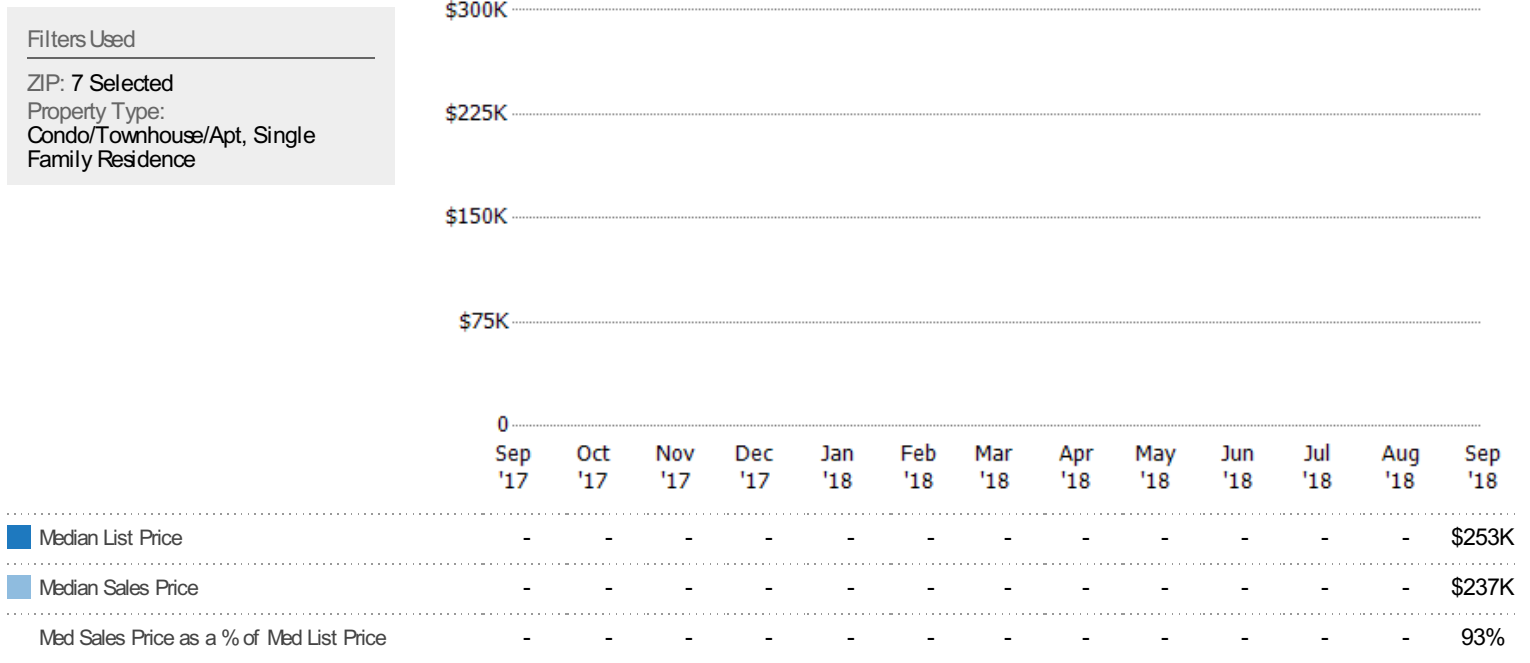 Filters Used
ZIP: 7 Selected
Property Type:
Condo/Townhouse/Apt, Single
Family Residence
$300K
$225K
$150K
$75K
0
Sep Oct Nov Dec Jan Feb Mar Apr May Jun Jul Aug Sep
'17 '17 '17 '17 '18 '18 '18 '18 '18 '18 '18 '18 '18
Median List Price - - - - - - - - - - - - $253K
Median Sales Price - - - - - - - - - - - - $237K
Med Sales Price as a % of Med List Price - - - - - - - - - - - - 93%